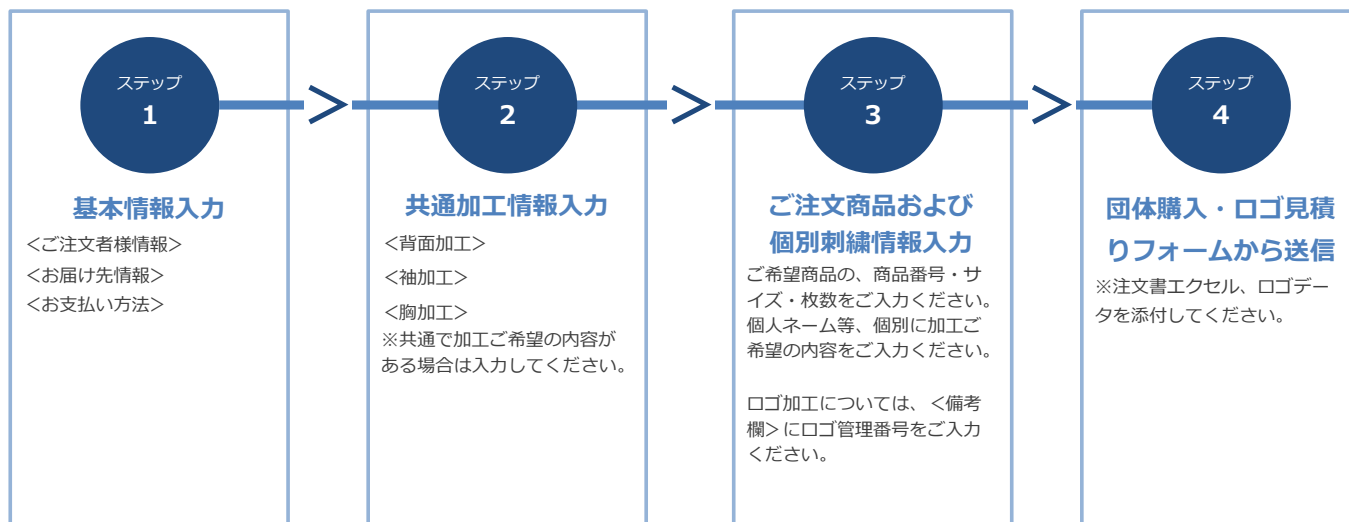 ステップ
1
基本情報入力
＜ご注文者様情報＞
＜お届け先情報＞
＜お支払い方法＞
ステップ
2
共通加工情報入力
＜背面加工＞
＜袖加工＞
＜胸加工＞
※共通で加工ご希望の内容が
ある場合は入力してください。
ステップ
3
ご注文商品および
個別刺繍情報入力
ご希望商品の、商品番号・サ
イズ・枚数をご入力ください。
個人ネーム等、個別に加工ご
希望の内容をご入力ください。
ロゴ加工については、＜備考
欄＞にロゴ管理番号をご入力
ください。
ステップ
4
団体購入・ロゴ見積
りフォームから送信
※注文書エクセル、ロゴデー
タを添付してください。